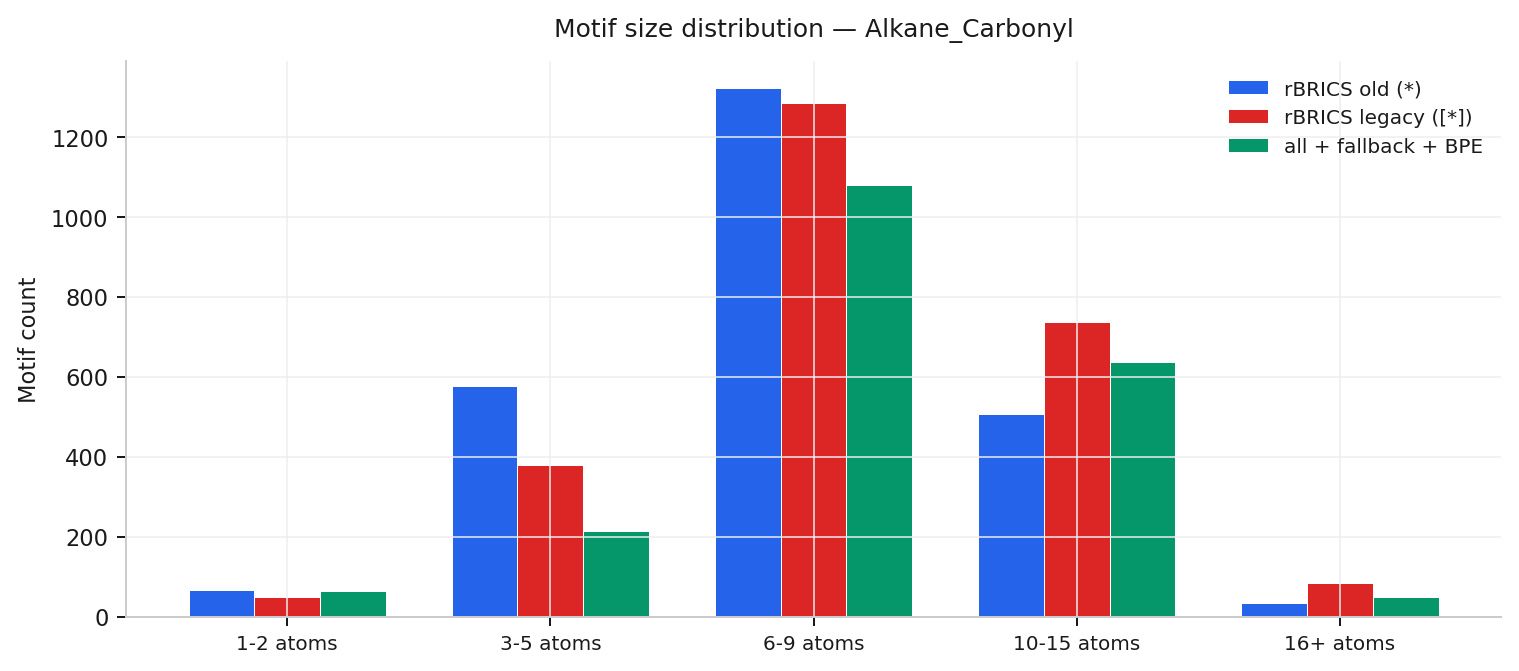 Motif size distribution — Alkane_Carbonyl
rBRICS old (*)
rBRICS legacy ([*])
all + fallback + BPE
Motif count
1200
1000
800
600
400
200
0
1-2 atoms
3-5 atoms
6-9 atoms
10-15 atoms
16+ atoms